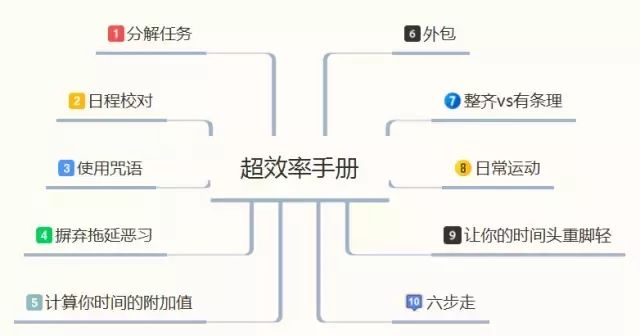 超效率手册
1 分解任务
2 日程校对
3 使用咒语
4 摒弃拖延恶习
5 计算你时间的附加值
6 外包
7 整齐vs有条理
8 日常运动
9 让你的时间头重脚轻
10 六步走